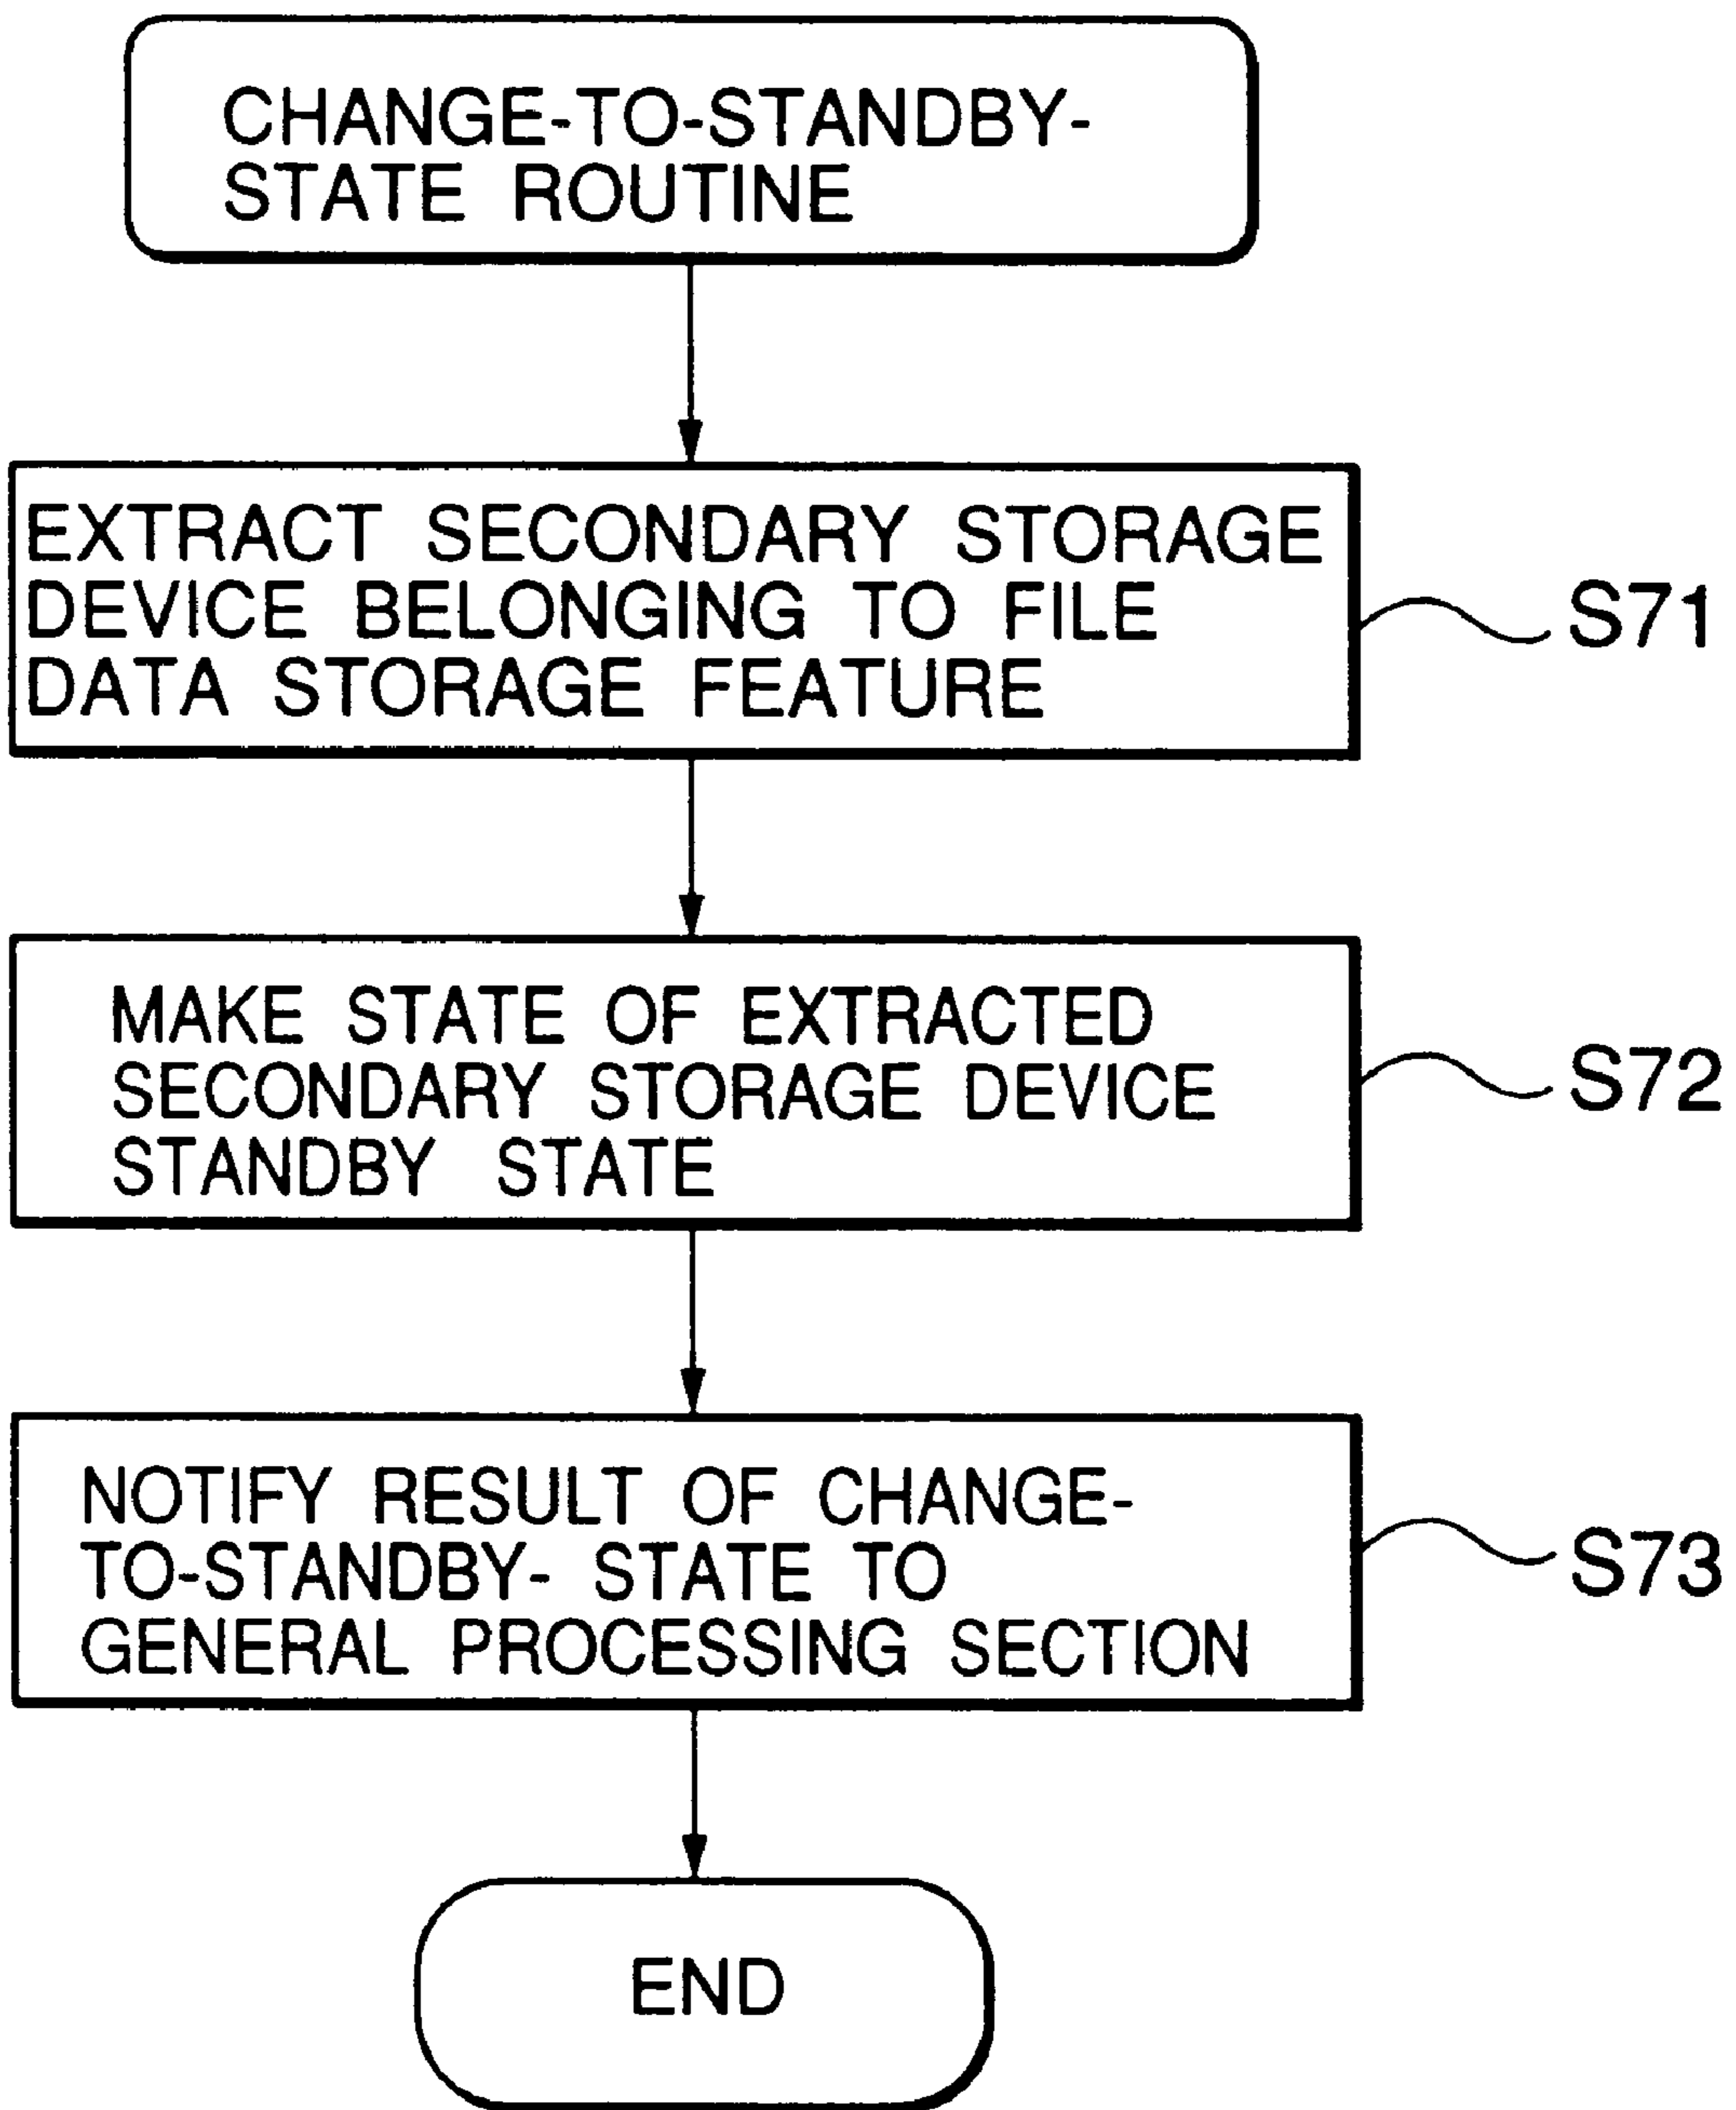 CHANGE-TO-STANDBY-
STATE ROUTINE
EXTRACT SECONDARY STORAGE
DEVICE BELONGING TO FILE
DATA STORAGE FEATURE
S71
MAKE STATE OF EXTRACTED
SECONDARY STORAGE DEVICE
STANDBY STATE
S72
NOTIFY RESULT OF CHANGE-
TO-STANDBY- STATE TO
GENERAL PROCESSING SECTION
S73
END